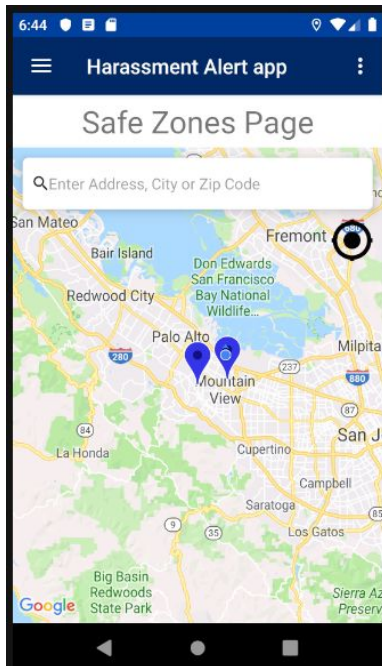 6:44
Harassment Alert app
Safe Zones Page
Enter Address, City or Zip Code
San Mateo
Fremont
Bair Island
Don Edwards
San Francisco
Bay National
Wildlife...
Redwood City
Palo Alto
Milpita
280
237
880
Mountain
View
87
84
San J
La Honda
Cupertino
Campbell
Saratoga
85
9
35
Los Gatos
Big Basin
Redwoods
State Park
Sierra Az
Preserv
Google